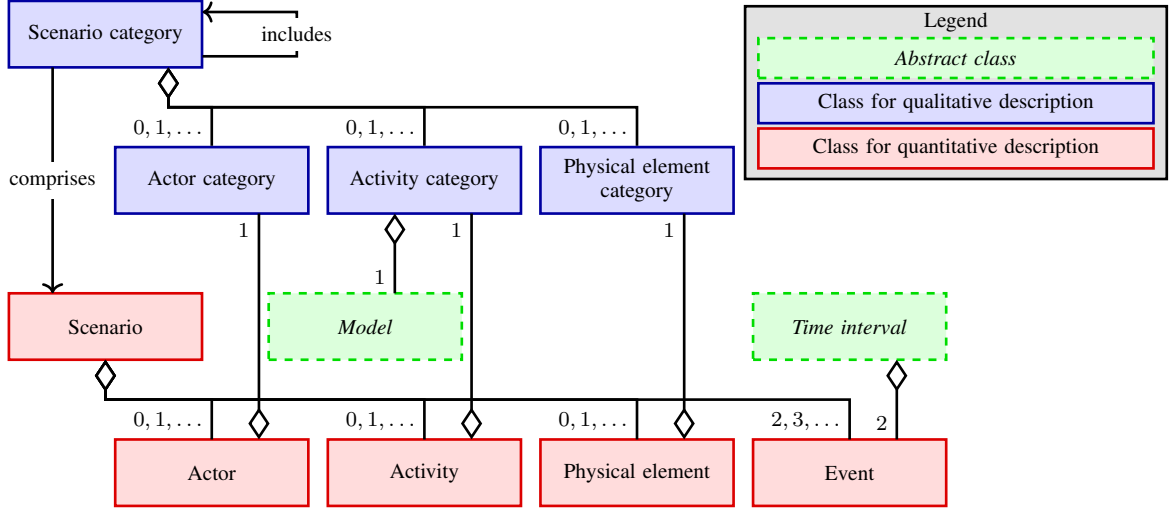 Scenario category
includes
Legend
Abstract class
Class for qualitative description
Class for quantitative description
0, 1, . . .
0, 1, . . .
0, 1, . . .
comprises
Actor category
Activity category
Physical element
category
1
1
1
1
Scenario
Model
Time interval
0, 1, . . .
0, 1, . . .
0, 1, . . .
2, 3, . . .
2
Actor
Activity
Physical element
Event